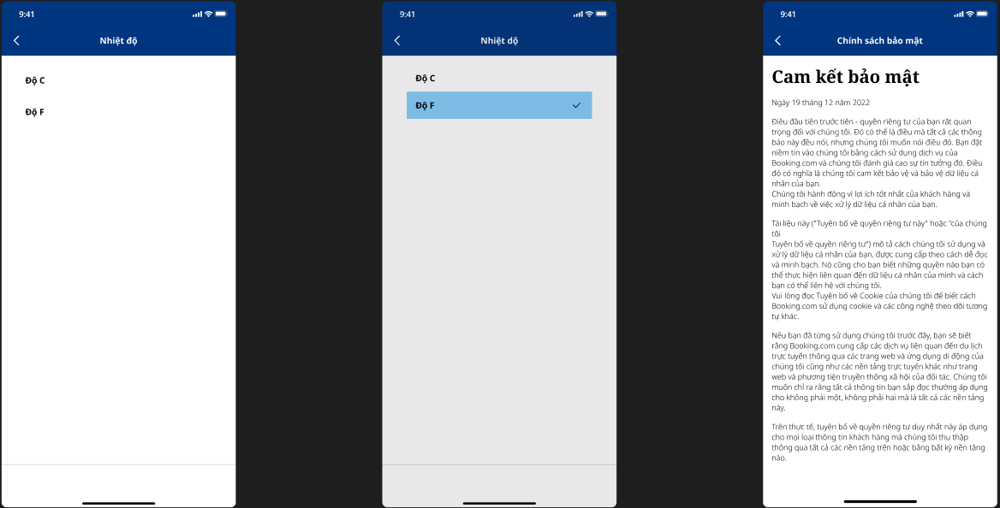 9:41
Nhiệt độ
Độ C
Độ F
9:41
Nhiệt dộ
Độ C
Độ F
9:41
Chính sách bảo mật
Cam kết bảo mật
Ngày 19 tháng 12 năm 2022
Điều đầu tiên trước tiên - quyền riêng tư của bạn rất quan
trọng đối với chúng tôi. Đó có thể là điều mà tất cả các thông
báo này đều nói, nhưng chúng tôi muốn nói điều đó. Bạn đặt
niềm tin vào chúng tôi bằng cách sử dụng dịch vụ của
Booking.com và chúng tôi đánh giá cao sự tin tưởng đó. Điều
đó có nghĩa là chúng tôi cam kết bảo vệ và bảo vệ dữ liệu cá
nhân của bạn.
Chúng tôi hành động vì lợi ích tốt nhất của khách hàng và
minh bạch về việc xử lý dữ liệu cá nhân của bạn.
Tài liệu này ("Tuyên bố về quyền riêng tư này" hoặc "của chúng
tôi
Tuyên bố về quyền riêng tư") mô tả cách chúng tôi sử dụng và
xử lý dữ liệu cá nhân của bạn, được cung cấp theo cách dễ đọc
và minh bạch. Nó cũng cho bạn biết những quyền nào bạn có
thể thực hiện liên quan đến dữ liệu cá nhân của mình và cách
bạn có thể liên hệ với chúng tôi.
Vui lòng đọc Tuyên bố về Cookie của chúng tôi để biết cách
Booking.com sử dụng cookie và các công nghệ theo dõi tương
tự khác.
Nếu bạn đã từng sử dụng chúng tôi trước đây, bạn sẽ biết
rằng Booking.com cung cấp các dịch vụ liên quan đến du lịch
trực tuyến thông qua các trang web và ứng dụng di động của
chúng tôi cũng như các nền tảng trực tuyến khác như trang
web và phương tiện truyền thông xã hội của đối tác. Chúng tôi
muốn chỉ ra rằng tất cả thông tin bạn sắp đọc thường áp dụng
cho không phải một, không phải hai mà là tất cả các nền tảng
này.
Trên thực tế, tuyên bố về quyền riêng tư duy nhất này áp dụng
cho mọi loại thông tin khách hàng mà chúng tôi thu thập
thông qua tất cả các nền tảng trên hoặc bằng bất kỳ nền tảng
nào.